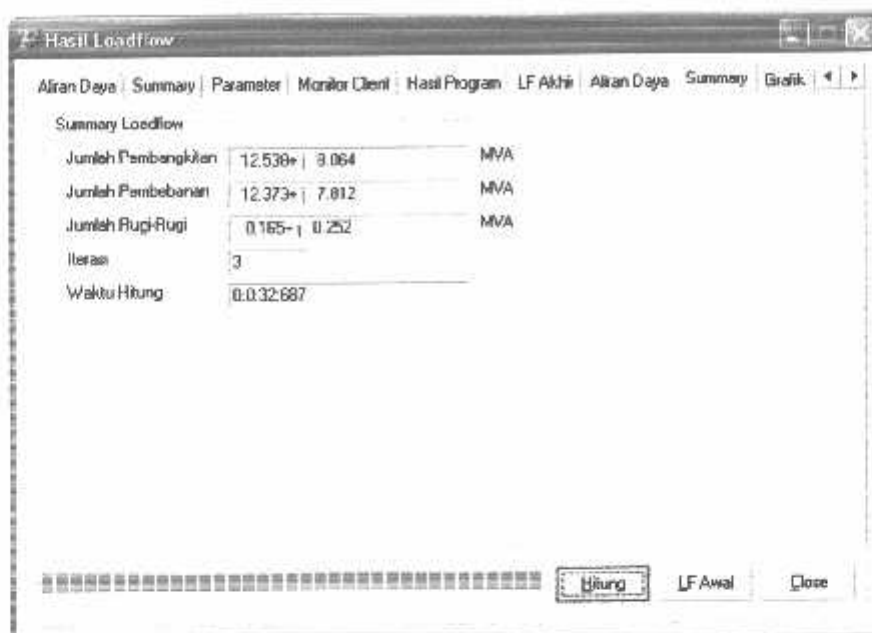 Hasil Loadflow
Aliran Daya Summary Parameter Monitor Client Hasil Program LF Akhir Aliran Daya Summary Grafik
Summary Loadflow
Jumlah Pembangkitan 12.538+ j 8.064 MVA
Jumlah Pembebanan 12.373+ j 7.812 MVA
Jumlah Rugi-Rugi 0.165+ j 0.252 MVA
Iterasi 3
Waktu Hitung 0:0:32:687
Hitung LF Awal Close